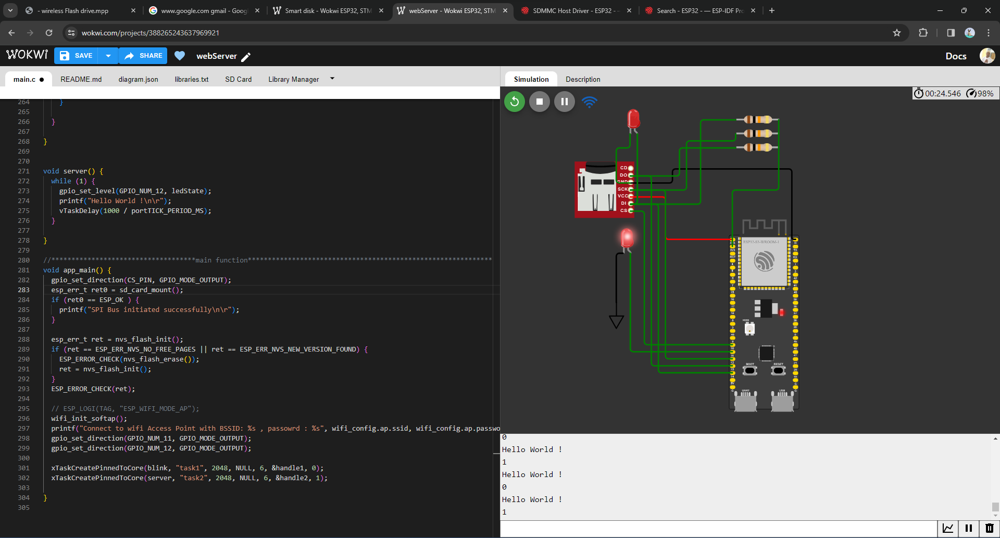 - wireless Flash drive.mpp
www.google.com gmail - Goog
Smart disk - Wokwi ESP32, STM
webServer - Wokwi ESP32, STM
SDMMC Host Driver - ESP32 - —
Search - ESP32 - — ESP-IDF Pro
wokwi.com/projects/388265243637969921
WOKWI
SAVE
SHARE
webServer
Docs
main.c
README.md
diagram.json
libraries.txt
SD Card
Library Manager
Simulation
Description
00:24.546
98%
264 }
265
266 }
267
268 }
269
270
271 void server() {
272 while (1) {
273 gpio_set_level(GPIO_NUM_12, ledState);
274 printf("Hello World !\n\r");
275 vTaskDelay(1000 / portTICK_PERIOD_MS);
276 }
277
278 }
279
280 //************************************main function*************************************************************
281 void app_main() {
282 gpio_set_direction(CS_PIN, GPIO_MODE_OUTPUT);
283 esp_err_t ret0 = sd_card_mount();
284 if (ret0 == ESP_OK ) {
285 printf("SPI Bus initiated successfully\n\r");
286 }
287
288 esp_err_t ret = nvs_flash_init();
289 if (ret == ESP_ERR_NVS_NO_FREE_PAGES || ret == ESP_ERR_NVS_NEW_VERSION_FOUND) {
290 ESP_ERROR_CHECK(nvs_flash_erase());
291 ret = nvs_flash_init();
292 }
293 ESP_ERROR_CHECK(ret);
294
295 // ESP_LOGI(TAG, "ESP_WIFI_MODE_AP");
296 wifi_init_softap();
297 printf("Connect to wifi Access Point with BSSID: %s , passowrd : %s", wifi_config.ap.ssid, wifi_config.ap.passwo
298 gpio_set_direction(GPIO_NUM_11, GPIO_MODE_OUTPUT);
299 gpio_set_direction(GPIO_NUM_12, GPIO_MODE_OUTPUT);
300
301 xTaskCreatePinnedToCore(blink, "task1", 2048, NULL, 6, &handle1, 0);
302 xTaskCreatePinnedToCore(server, "task2", 2048, NULL, 6, &handle2, 1);
303
304 }
305
CD
DO
GND
SCK
VCC
DI
CS
ESP32-S3-WROOM-1
RST
TX
RX
RGB
BOOT
RESET
UART
USB
0
Hello World !
1
Hello World !
0
Hello World !
1